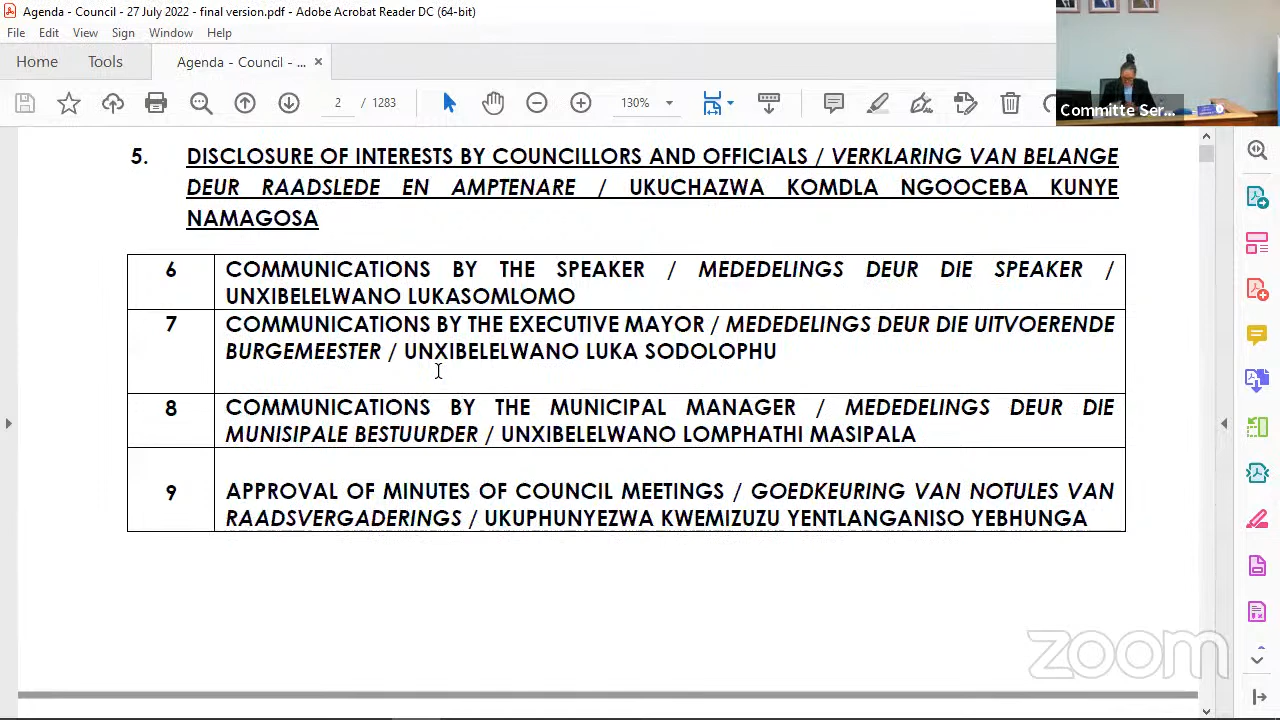 Agenda - Council - 27 July 2022 - final version.pdf - Adobe Acrobat Reader DC (64-bit)
File Edit View Sign Window Help
Home Tools Agenda - Council - ... ×
2 / 1283 130%
Committe Ser...
5. DISCLOSURE OF INTERESTS BY COUNCILLORS AND OFFICIALS / VERKLARING VAN BELANGE
DEUR RAADSLEDE EN AMPTENARE / UKUCHAZWA KOMDLA NGOOCEBA KUNYE
NAMAGOSA
6 COMMUNICATIONS BY THE SPEAKER / MEDEDELINGS DEUR DIE SPEAKER /
UNXIBELELWANO LUKASOMLOMO
7 COMMUNICATIONS BY THE EXECUTIVE MAYOR / MEDEDELINGS DEUR DIE UITVOERENDE
BURGEMEESTER / UNXIBELELWANO LUKA SODOLOPHU
8 COMMUNICATIONS BY THE MUNICIPAL MANAGER / MEDEDELINGS DEUR DIE
MUNISIPALE BESTUURDER / UNXIBELELWANO LOMPHATHI MASIPALA
9 APPROVAL OF MINUTES OF COUNCIL MEETINGS / GOEDKEURING VAN NOTULES VAN
RAADSVERGADERINGS / UKUPHUNYEZWA KWEMIZUZU YENTLANGANISO YEBHUNGA
zoom